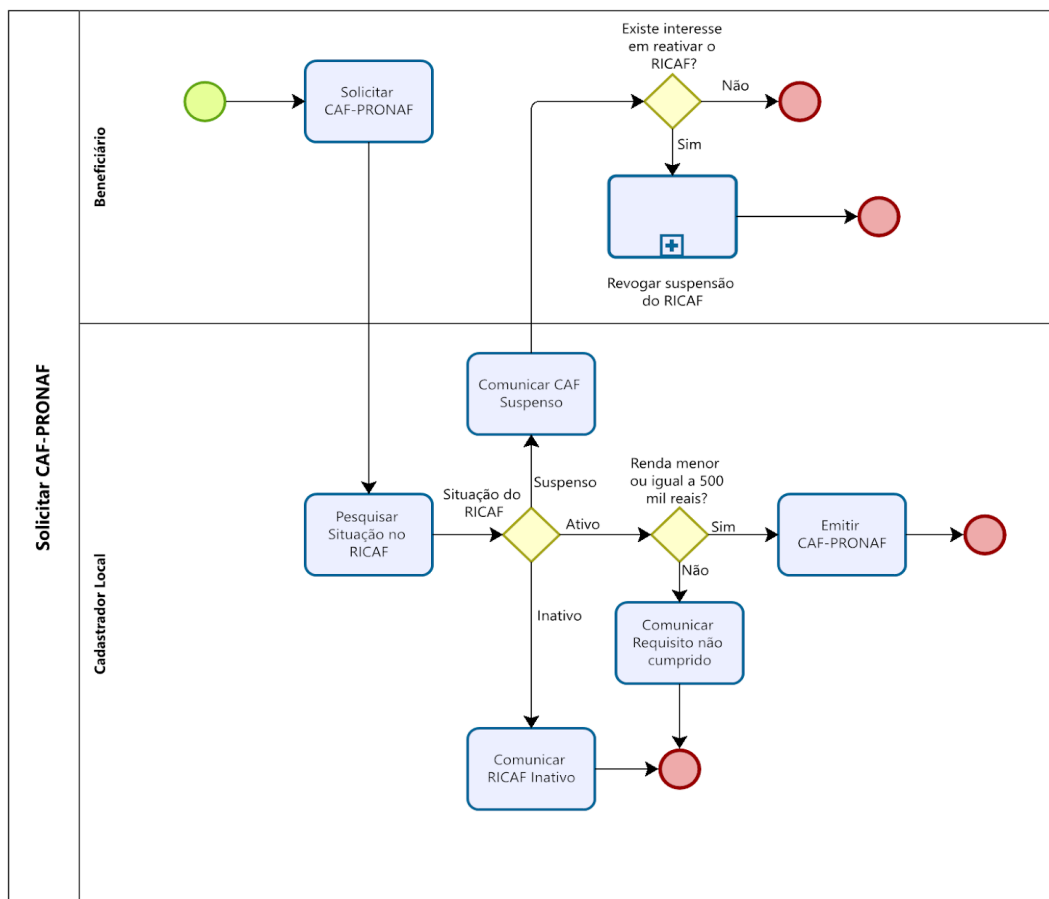 Solicitar CAF-PRONAF
Beneficiário
Solicitar
CAF-PRONAF
Existe interesse
em reativar o
RICAF?
Não
Sim
Revogar suspensão
do RICAF
Cadastrador Local
Comunicar CAF
Suspenso
Pesquisar
Situação no
RICAF
Situação do
RICAF
Suspenso
Ativo
Inativo
Renda menor
ou igual a 500
mil reais?
Sim
Não
Emitir
CAF-PRONAF
Comunicar
Requisito não
cumprido
Comunicar
RICAF Inativo